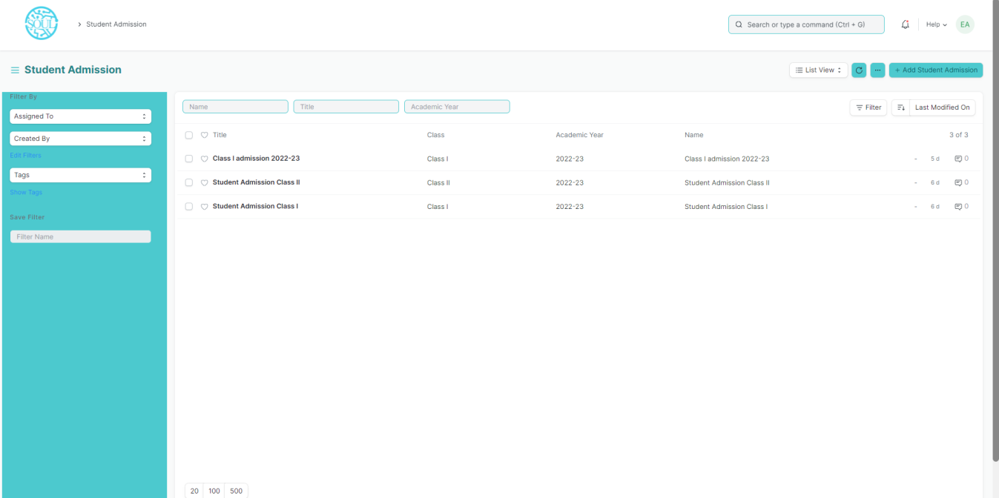 SOUL
Student Admission
Search or type a command (Ctrl + G)
Help
EA
Student Admission
List View
+ Add Student Admission
Filter By
Assigned To
Created By
Edit Filters
Tags
Show Tags
Save Filter
Filter Name
Name Title Academic Year
Filter
Last Modified On
Title Class Academic Year Name 3 of 3
Class I admission 2022-23 Class I 2022-23 Class I admission 2022-23 - 5 d 0
Student Admission Class II Class II 2022-23 Student Admission Class II - 6 d 0
Student Admission Class I Class I 2022-23 Student Admission Class I - 6 d 0
20 100 500